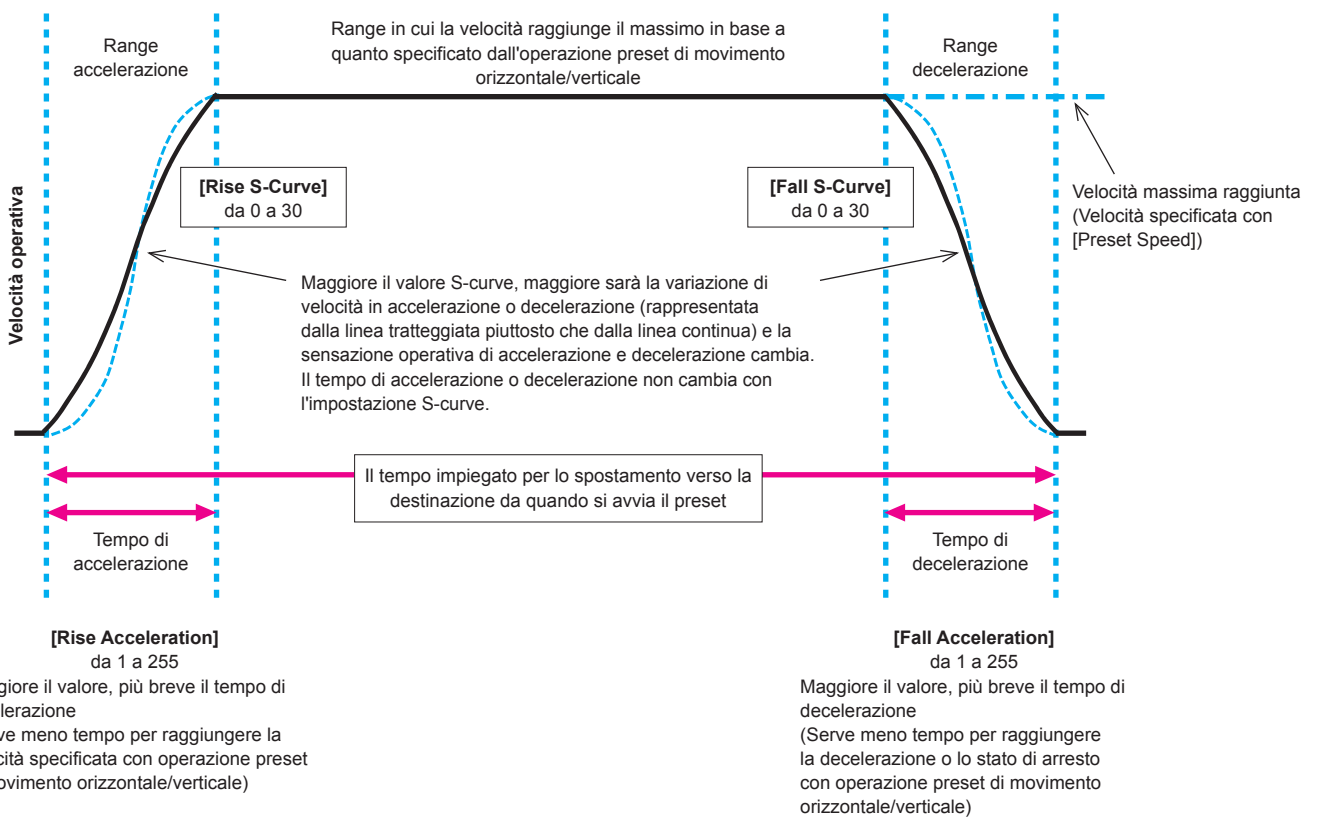 Range
accelerazione
Range in cui la velocità raggiunge il massimo in base a
quanto specificato dall'operazione preset di movimento
orizzontale/verticale
Range
decelerazione
Velocità operativa
[Rise S-Curve]
da 0 a 30
[Fall S-Curve]
da 0 a 30
Velocità massima raggiunta
(Velocità specificata con
[Preset Speed])
Maggiore il valore S-curve, maggiore sarà la variazione di
velocità in accelerazione o decelerazione (rappresentata
dalla linea tratteggiata piuttosto che dalla linea continua) e la
sensazione operativa di accelerazione e decelerazione cambia.
Il tempo di accelerazione o decelerazione non cambia con
l'impostazione S-curve.
Il tempo impiegato per lo spostamento verso la
destinazione da quando si avvia il preset
Tempo di
accelerazione
Tempo di
decelerazione
[Rise Acceleration]
da 1 a 255
il valore, più breve il tempo di
meno tempo per raggiungere la
specificata con operazione preset
orizzontale/verticale)
[Fall Acceleration]
da 1 a 255
Maggiore il valore, più breve il tempo di
decelerazione
(Serve meno tempo per raggiungere
la decelerazione o lo stato di arresto
con operazione preset di movimento
orizzontale/verticale)